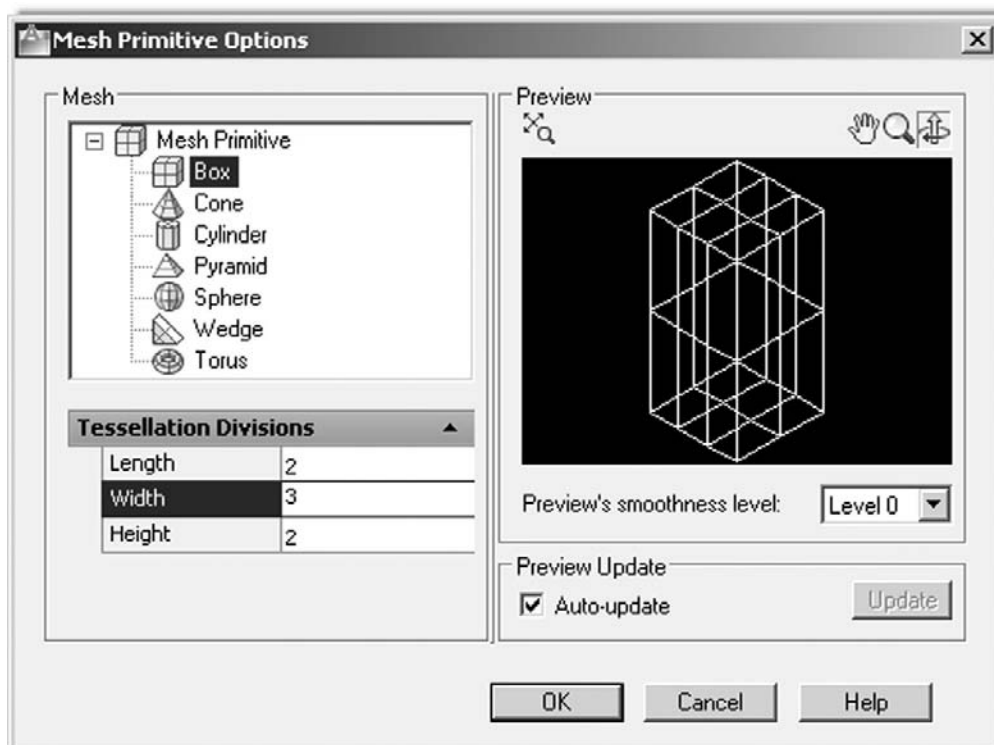 Mesh Primitive Options
Mesh
Mesh Primitive
Box
Cone
Cylinder
Pyramid
Sphere
Wedge
Torus
Tessellation Divisions
Length 2
Width 3
Height 2
Preview
Preview's smoothness level: Level 0
Preview Update
Auto-update Update
OK Cancel Help